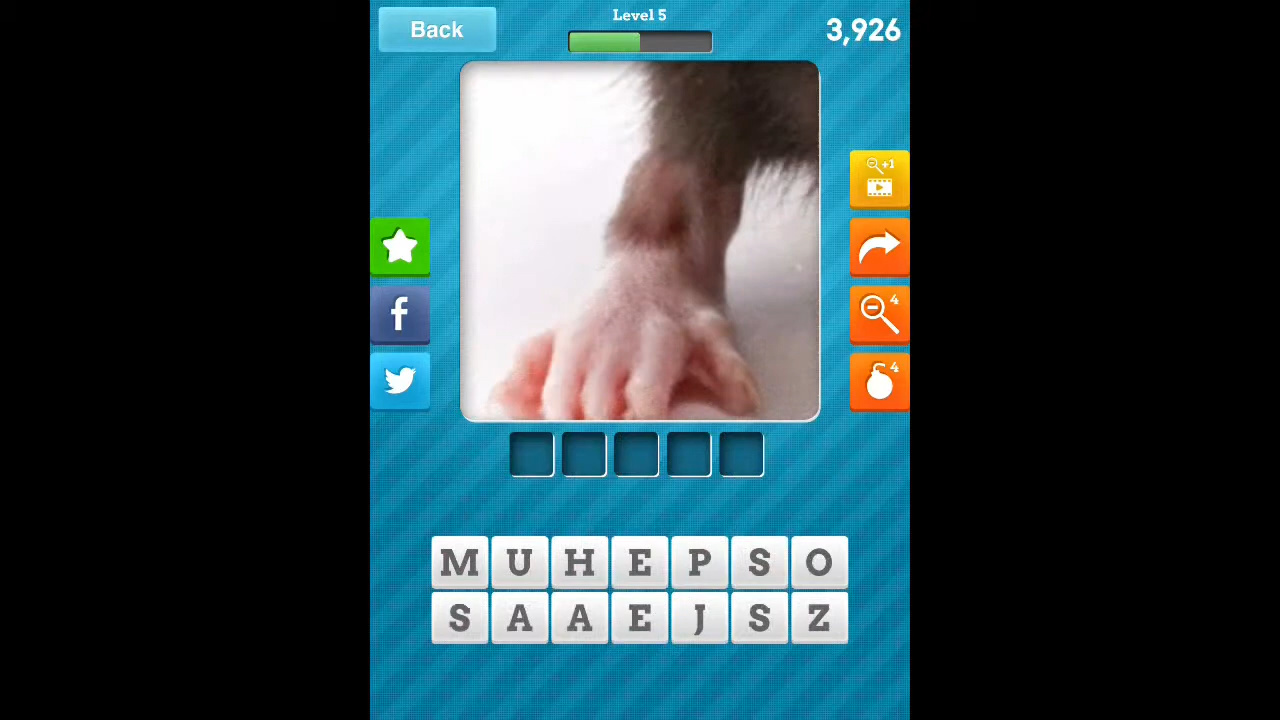 Level 5
Back
3,926
+1
f
4
4
M U H E P S O
S A A E J S Z